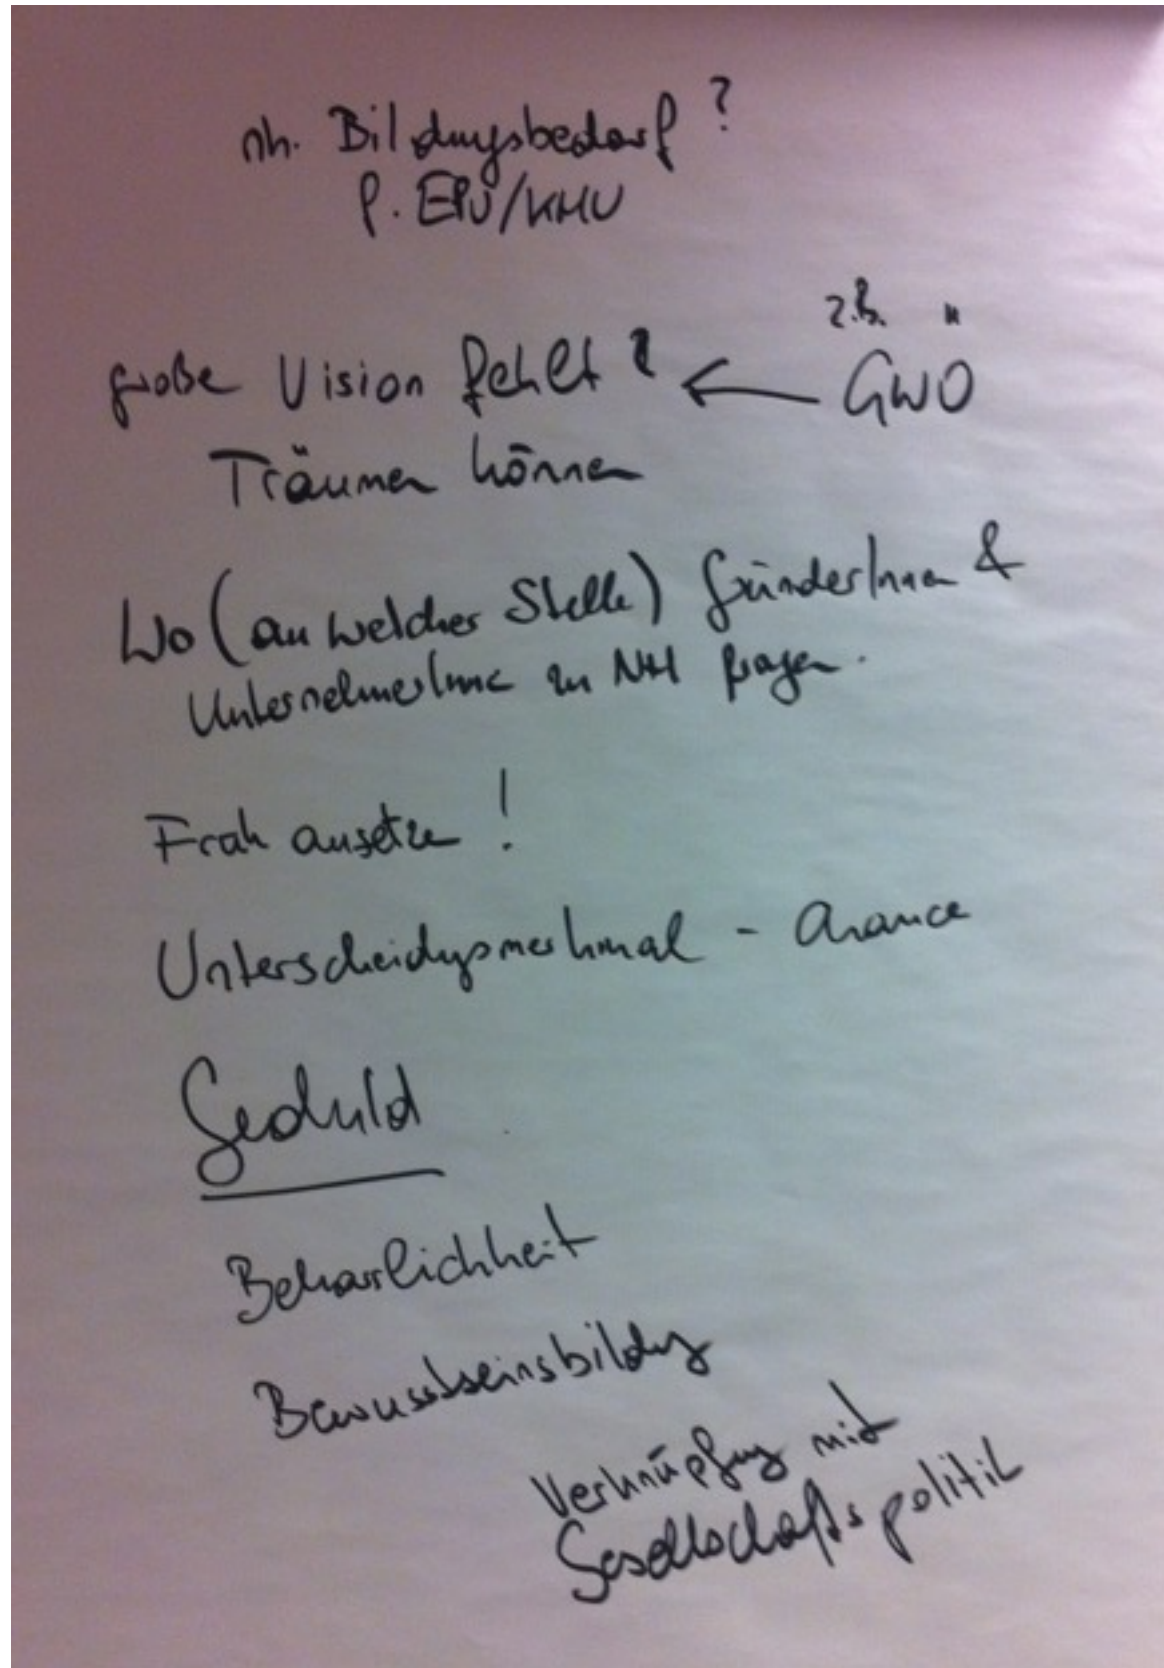 nh. Bildungsbedarf?
f. EPU/KMU
z.B.
große Vision fehlt? ← GWÖ
Träumen können
Wo (an welcher Stelle) GründerInnen &
UnternehmerInnen zu NH fragen.
Früh ansetzen!
Unterscheidungsmerkmal - Chance
Geduld
Beharrlichkeit
Bewusstseinsbildung
Verknüpfung mit
Gesellschaftspolitik